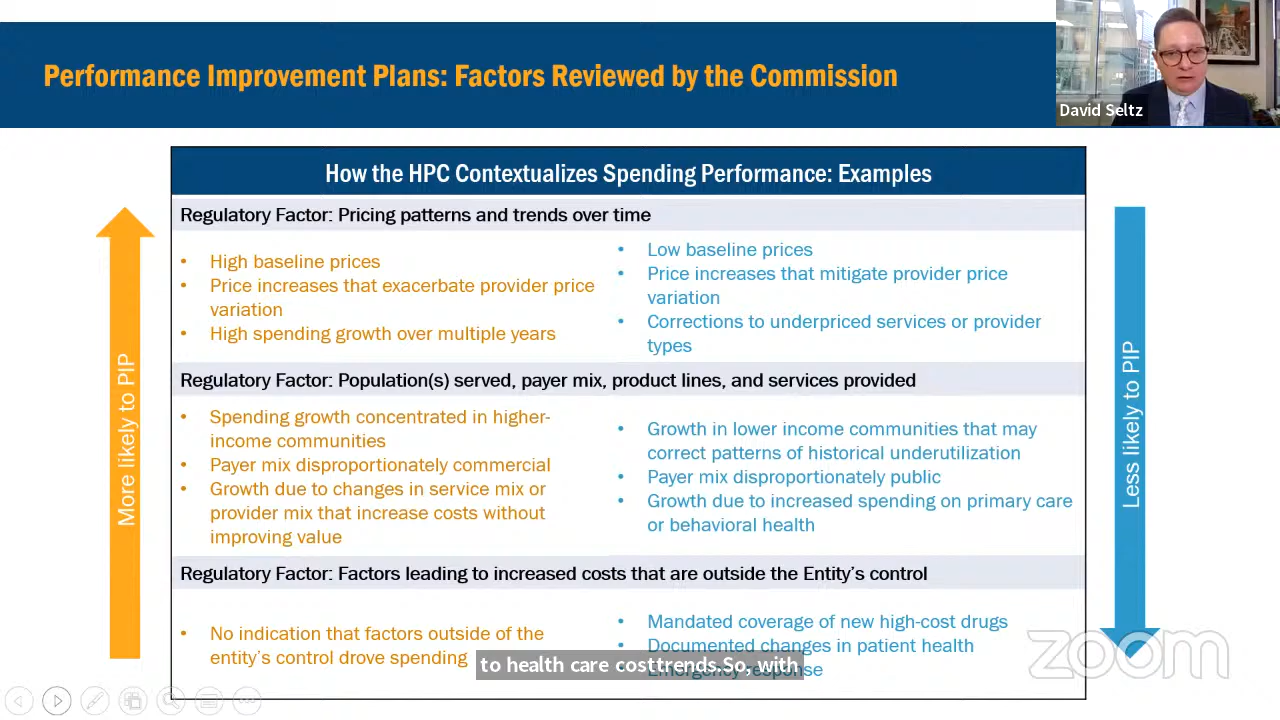 Performance Improvement Plans: Factors Reviewed by the Commission
David Seltz
How the HPC Contextualizes Spending Performance: Examples
More likely to PIP
Regulatory Factor: Pricing patterns and trends over time
• High baseline prices
• Price increases that exacerbate provider price
variation
• High spending growth over multiple years
• Low baseline prices
• Price increases that mitigate provider price
variation
• Corrections to underpriced services or provider
types
Regulatory Factor: Population(s) served, payer mix, product lines, and services provided
• Spending growth concentrated in higher-
income communities
• Payer mix disproportionately commercial
• Growth due to changes in service mix or
provider mix that increase costs without
improving value
• Growth in lower income communities that may
correct patterns of historical underutilization
• Payer mix disproportionately public
• Growth due to increased spending on primary care
or behavioral health
Regulatory Factor: Factors leading to increased costs that are outside the Entity's control
• No indication that factors outside of the
entity's control drove spending
• Mandated coverage of new high-cost drugs
• Documented changes in patient health
• Emergency response
Less likely to PIP
to health care costtrends.So, with
zoom